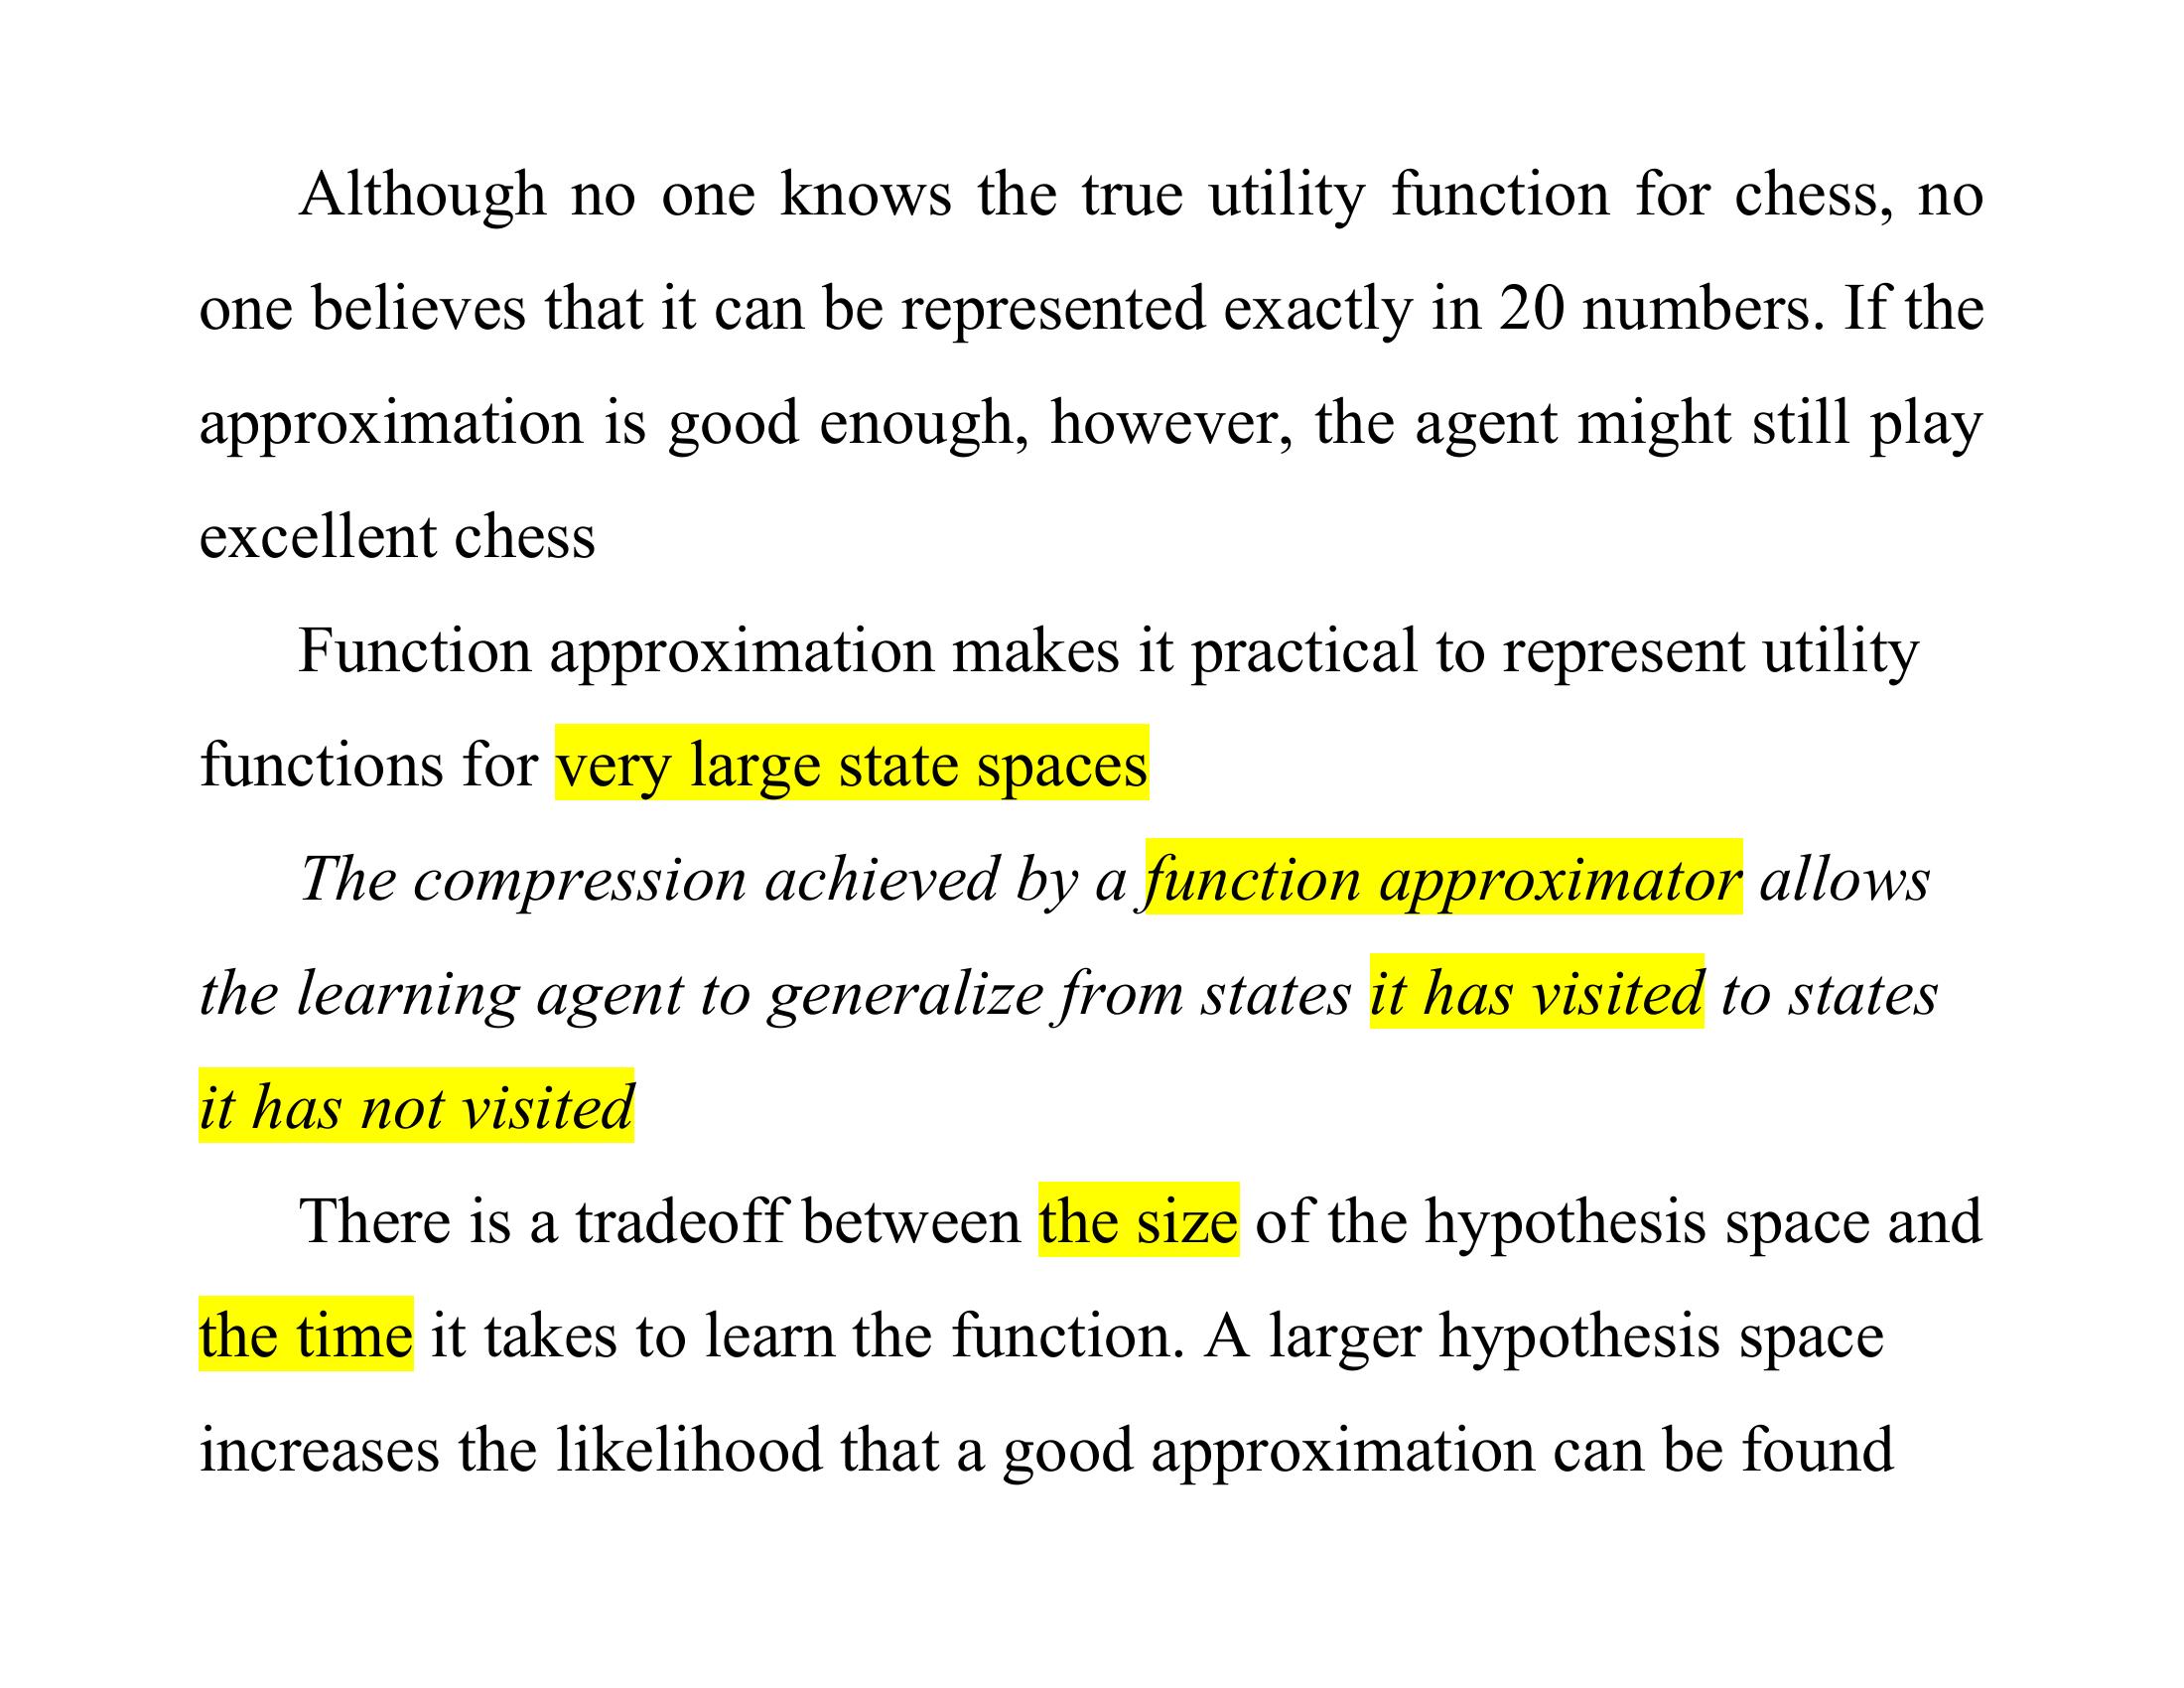 Although no one knows the true utility function for chess, no
one believes that it can be represented exactly in 20 numbers. If the
approximation is good enough, however, the agent might still play
excellent chess
Function approximation makes it practical to represent utility
functions for very large state spaces
The compression achieved by a function approximator allows
the learning agent to generalize from states it has visited to states
it has not visited
There is a tradeoff between the size of the hypothesis space and
the time it takes to learn the function. A larger hypothesis space
increases the likelihood that a good approximation can be found